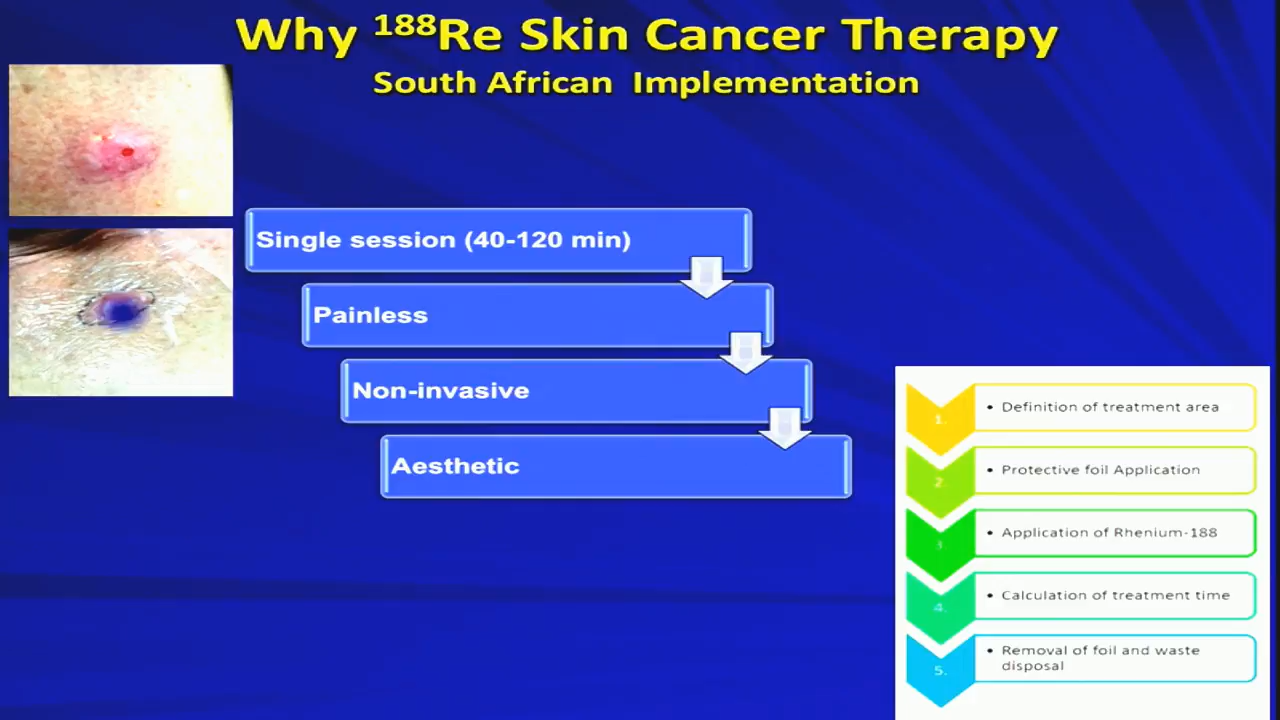 Why ¹⁸⁸Re Skin Cancer Therapy
South African Implementation
Single session (40-120 min)
Painless
Non-invasive
Aesthetic
1.
• Definition of treatment area
2.
• Protective foil Application
3.
• Application of Rhenium-188
4.
• Calculation of treatment time
5.
• Removal of foil and waste
disposal